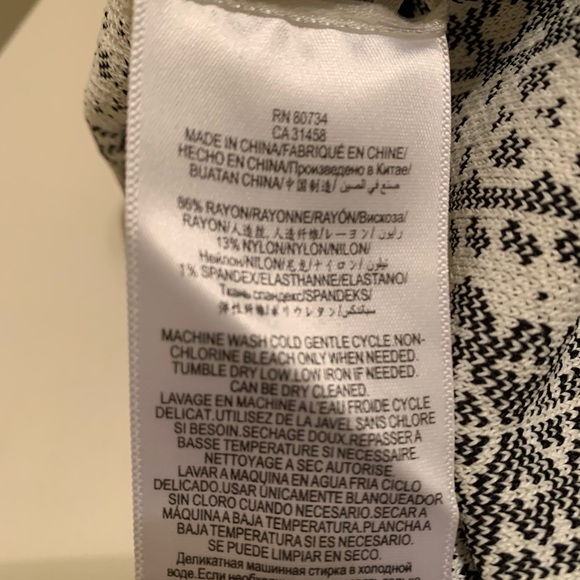 RN 80734
CA 31458
MADE IN CHINA/FABRIQUÉ EN CHINE/
HECHO EN CHINA/Произведено в Китае/
BUATAN CHINA/中国制造/صنع في الصين/
86% RAYON/RAYONNE/RAYÓN/Вискоза/
RAYON/人造丝, 人造纤维/レーヨン/رايون/
13% NYLON/NYLON/NILON/
Нейлон/NILON/尼龙/ナイロン/نيلون/
1% SPANDEX/ELASTHANNE/ELASTANO/
Ткань спандекс/SPANDEKS/
弹性纤维/ポリウレタン/سباندكس/
MACHINE WASH COLD GENTLE CYCLE.NON-
CHLORINE BLEACH ONLY WHEN NEEDED.
TUMBLE DRY LOW.LOW IRON IF NEEDED.
CAN BE DRY CLEANED.
LAVAGE EN MACHINE A L'EAU FROIDE CYCLE
DELICAT.UTILISEZ DE LA JAVEL SANS CHLORE
SI BESOIN.SECHAGE DOUX.REPASSER A
BASSE TEMPERATURE SI NECESSAIRE.
NETTOYAGE A SEC AUTORISE.
LAVAR A MAQUINA EN AGUA FRIA CICLO
DELICADO.USAR ÚNICAMENTE BLANQUEADOR
SIN CLORO CUANDO NECESARIO.SECAR A
MÁQUINA A BAJA TEMPERATURA.PLANCHA A
BAJA TEMPERATURA SI ES NECESARIO.
SE PUEDE LIMPIAR EN SECO.
Деликатная машинная стирка в холодной
воде.Если необходимо